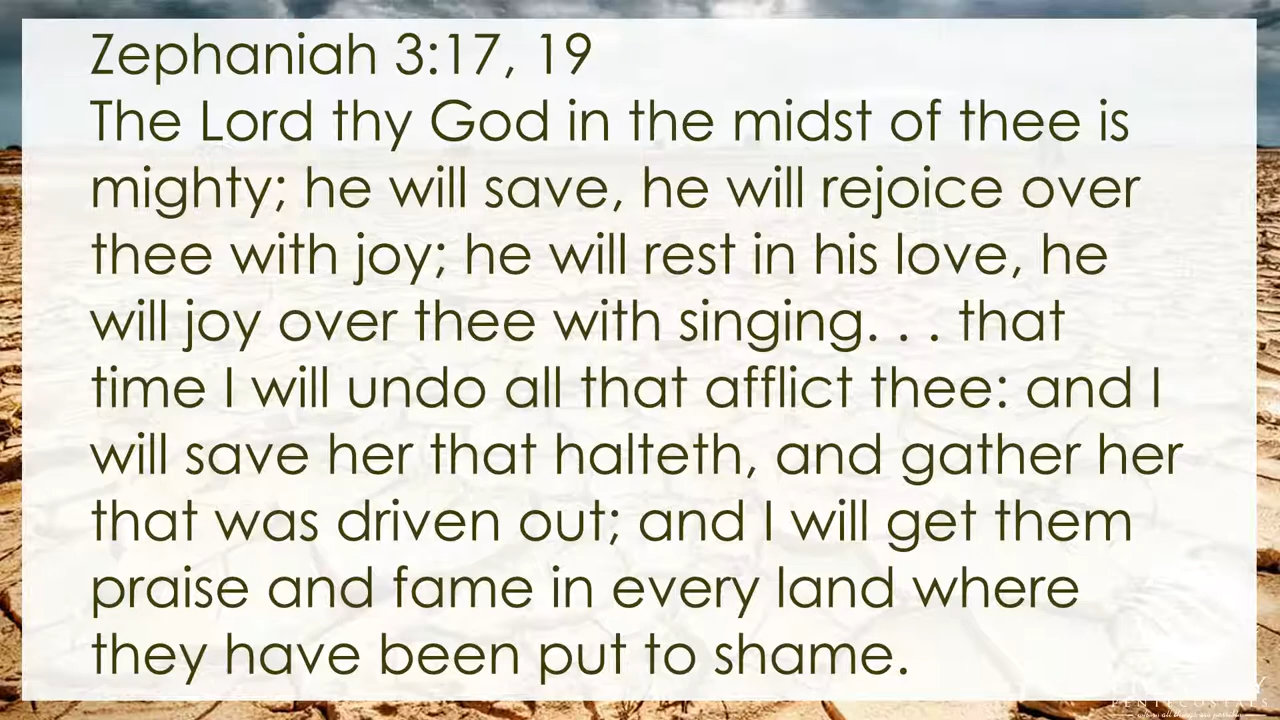 Zephaniah 3:17, 19
The Lord thy God in the midst of thee is
mighty; he will save, he will rejoice over
thee with joy; he will rest in his love, he
will joy over thee with singing. . . that
time I will undo all that afflict thee: and I
will save her that halteth, and gather her
that was driven out; and I will get them
praise and fame in every land where
they have been put to shame.
PENTECOSTALS